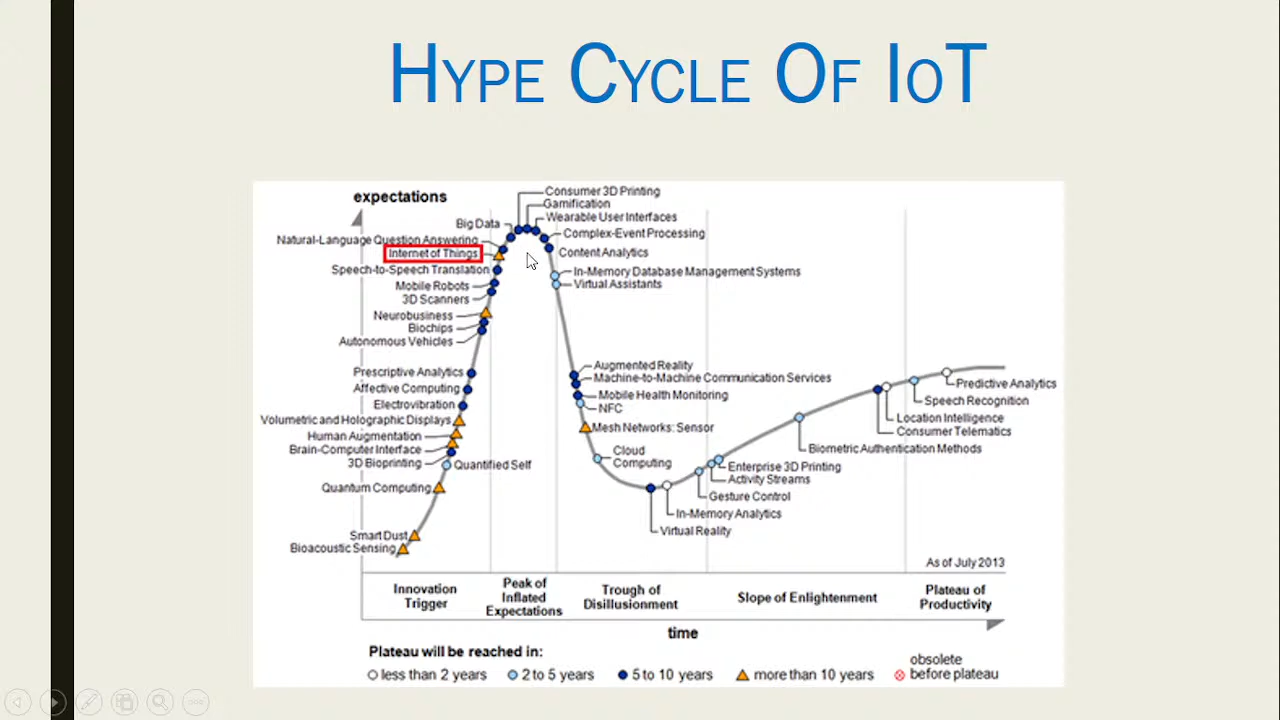 HYPE CYCLE OF IOT
expectations
Consumer 3D Printing
Gamification
Wearable User Interfaces
Big Data
Complex-Event Processing
Natural-Language Question Answering
Internet of Things
Content Analytics
Speech-to-Speech Translation
In-Memory Database Management Systems
Mobile Robots
Virtual Assistants
3D Scanners
Neurobusiness
Biochips
Autonomous Vehicles
Augmented Reality
Prescriptive Analytics
Machine-to-Machine Communication Services
Affective Computing
Mobile Health Monitoring
Electrovibration
NFC
Volumetric and Holographic Displays
Mesh Networks: Sensor
Human Augmentation
Brain-Computer Interface
Cloud
Computing
3D Bioprinting
Quantified Self
Quantum Computing
Smart Dust
Bioacoustic Sensing
Predictive Analytics
Speech Recognition
Location Intelligence
Consumer Telematics
Biometric Authentication Methods
Enterprise 3D Printing
Activity Streams
Gesture Control
In-Memory Analytics
Virtual Reality
As of July 2013
Innovation
Trigger
Peak of
Inflated
Expectations
Trough of
Disillusionment
Slope of Enlightenment
Plateau of
Productivity
time
Plateau will be reached in:
less than 2 years
2 to 5 years
5 to 10 years
more than 10 years
obsolete
before plateau